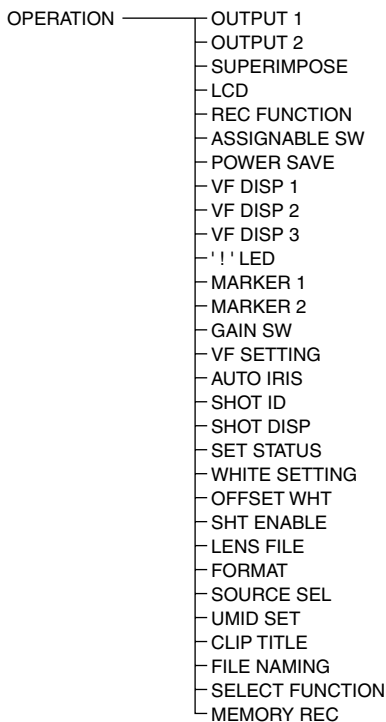 OPERATION
OUTPUT 1
OUTPUT 2
SUPERIMPOSE
LCD
REC FUNCTION
ASSIGNABLE SW
POWER SAVE
VF DISP 1
VF DISP 2
VF DISP 3
' ! ' LED
MARKER 1
MARKER 2
GAIN SW
VF SETTING
AUTO IRIS
SHOT ID
SHOT DISP
SET STATUS
WHITE SETTING
OFFSET WHT
SHT ENABLE
LENS FILE
FORMAT
SOURCE SEL
UMID SET
CLIP TITLE
FILE NAMING
SELECT FUNCTION
MEMORY REC